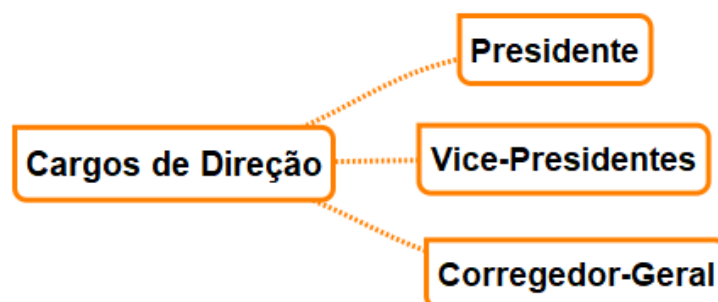 Presidente
Cargos de Direção
Vice-Presidentes
Corregedor-Geral